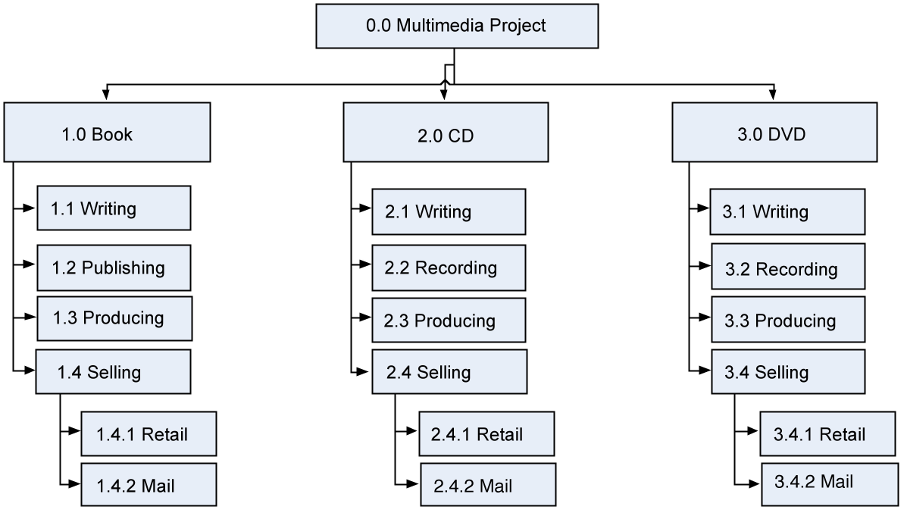 0.0 Multimedia Project
1.0 Book
1.1 Writing
1.2 Publishing
1.3 Producing
1.4 Selling
1.4.1 Retail
1.4.2 Mail
2.0 CD
2.1 Writing
2.2 Recording
2.3 Producing
2.4 Selling
2.4.1 Retail
2.4.2 Mail
3.0 DVD
3.1 Writing
3.2 Recording
3.3 Producing
3.4 Selling
3.4.1 Retail
3.4.2 Mail